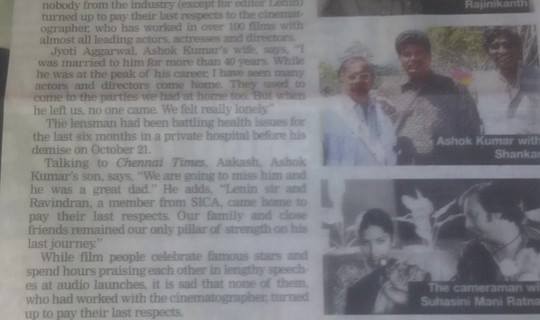 nobody from the industry (except for editor Lenin)
turned up to pay their last respects to the cinemat-
ographer, who has worked in over 100 films with
almost all leading actors, actresses and directors.
Jyoti Aggarwal, Ashok Kumar's wife, says, "I
was married to him for more than 40 years. While
he was at the peak of his career, I have seen many
actors and directors come home. They used to
come to the parties we had at home too. But when
he left us, no one came. We felt really lonely."
The lensman had been battling health issues for
the last six months in a private hospital before his
demise on October 21.
Talking to Chennai Times, Aakash, Ashok
Kumar's son, says, "We are going to miss him and
he was a great dad." He adds, "Lenin sir and
Ravindran, a member from SICA, came home to
pay their last respects. Our family and close
friends remained our only pillar of strength on his
last journey."
While film people celebrate famous stars and
spend hours praising each other in lengthy speech-
es at audio launches, it is sad that none of them,
who had worked with the cinematographer, turned
up to pay their last respects.
Rajinikanth
Ashok Kumar with
Shankar
The cameraman wi
Suhasini Mani Ratna